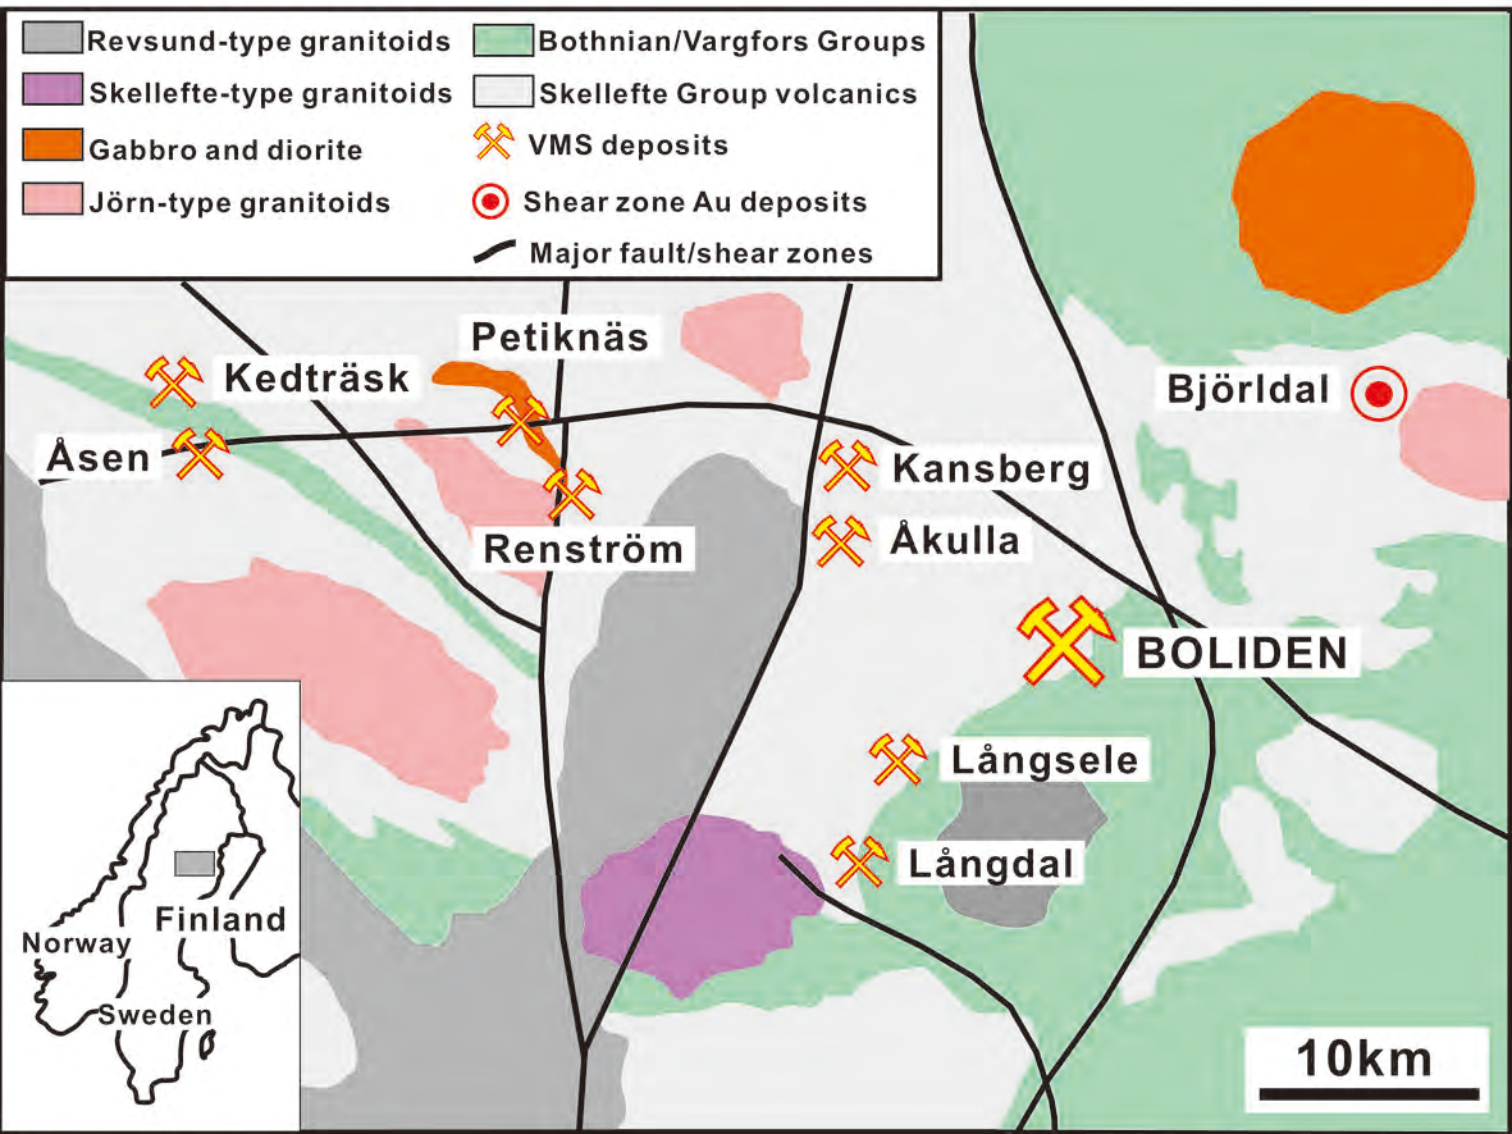 Revsund-type granitoids
Skellefte-type granitoids
Gabbro and diorite
Jörn-type granitoids
Bothnian/Vargfors Groups
Skellefte Group volcanics
VMS deposits
Shear zone Au deposits
Major fault/shear zones
Petiknäs
Kedträsk
Björldal
Åsen
Kansberg
Renström
Åkulla
BOLIDEN
Långsele
Långdal
Finland
Norway
Sweden
10km